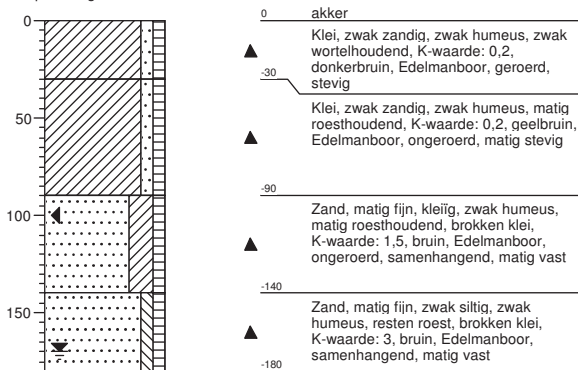 0
50
100
150
0 akker
Klei, zwak zandig, zwak humeus, zwak
wortelhoudend, K-waarde: 0,2,
donkerbruin, Edelmanboor, geroerd,
stevig
-30
Klei, zwak zandig, zwak humeus, matig
roesthoudend, K-waarde: 0,2, geelbruin,
Edelmanboor, ongeroerd, matig stevig
-90
Zand, matig fijn, kleiïg, zwak humeus,
matig roesthoudend, brokken klei,
K-waarde: 1,5, bruin, Edelmanboor,
ongeroerd, samenhangend, matig vast
-140
Zand, matig fijn, zwak siltig, zwak
humeus, resten roest, brokken klei,
K-waarde: 3, bruin, Edelmanboor,
samenhangend, matig vast
-180